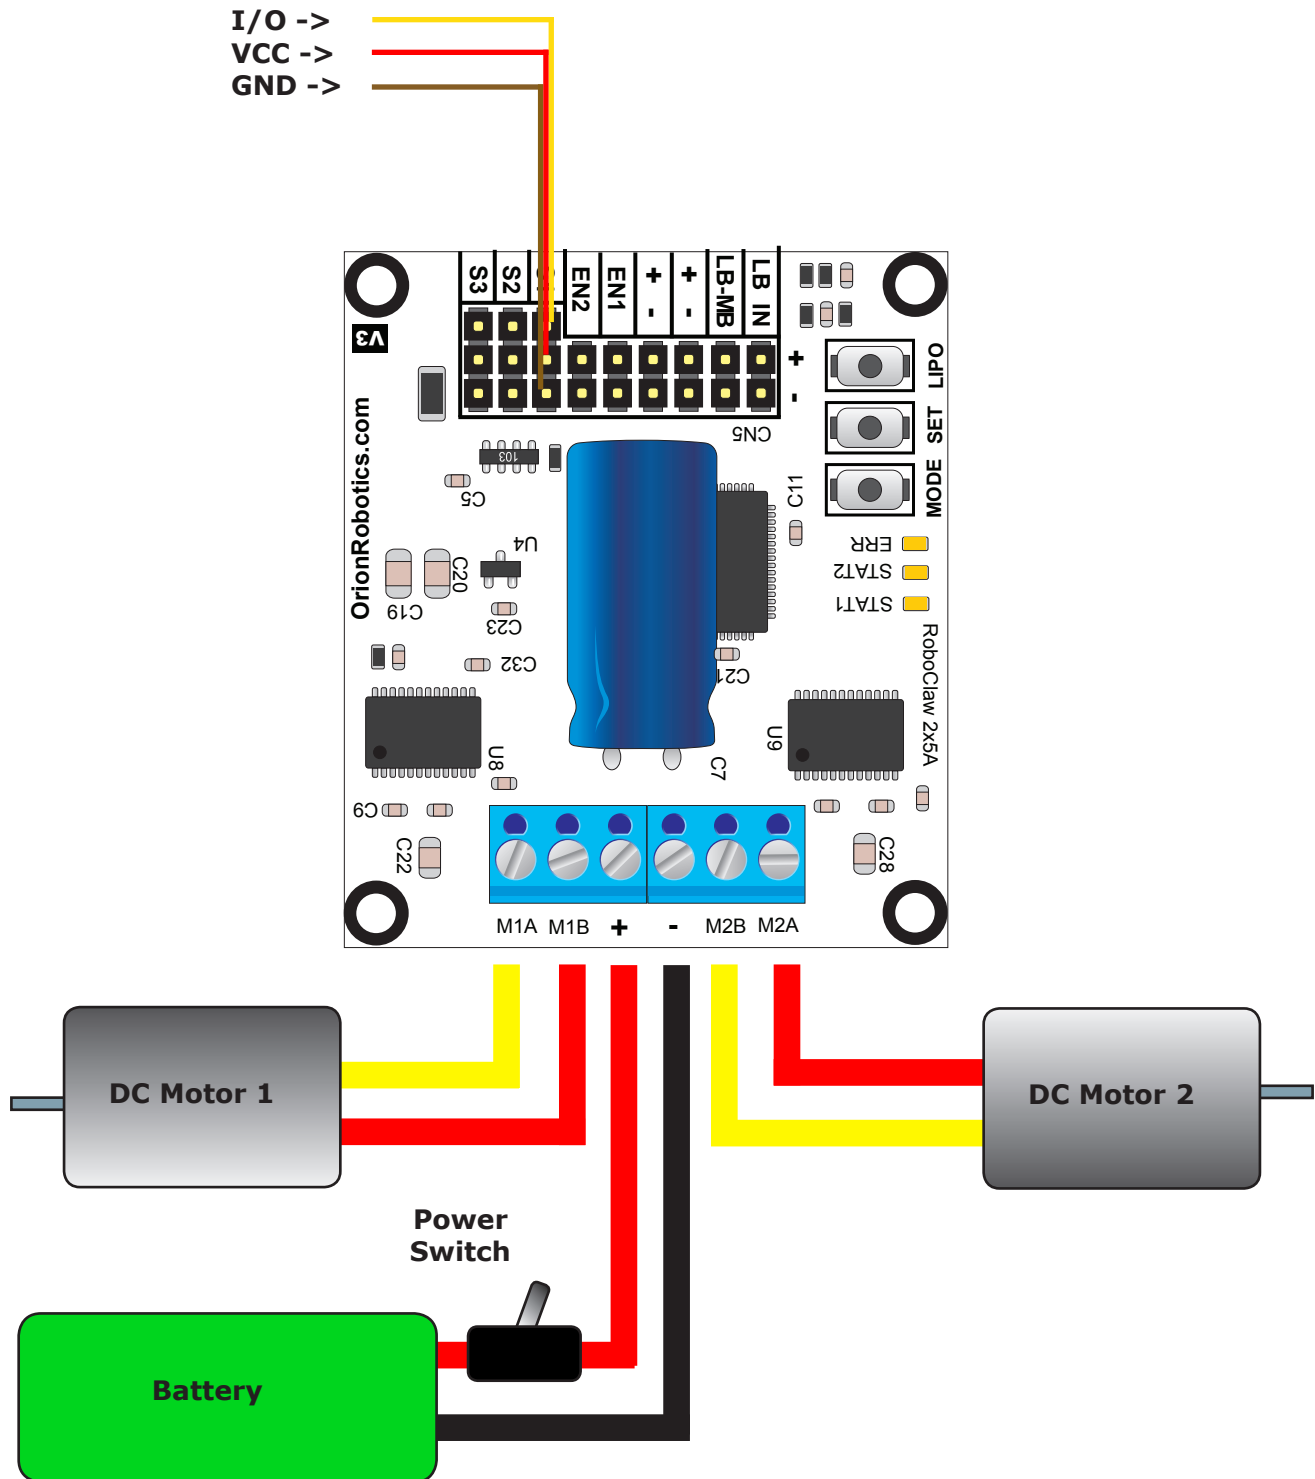 I/O ->
VCC ->
GND ->
S3
S2
EN2
EN1
+ -
+ -
LB-MB
LB IN
V3
+
-
LIPO
SET
MODE
CN5
103
C5
C11
OrionRobotics.com
U4
ERR
STAT2
STAT1
C20
C19
C23
C32
C21
RoboClaw 2x5A
U8
U9
C7
C9
C22
C28
M1A M1B + - M2B M2A
DC Motor 1
DC Motor 2
Power
Switch
Battery